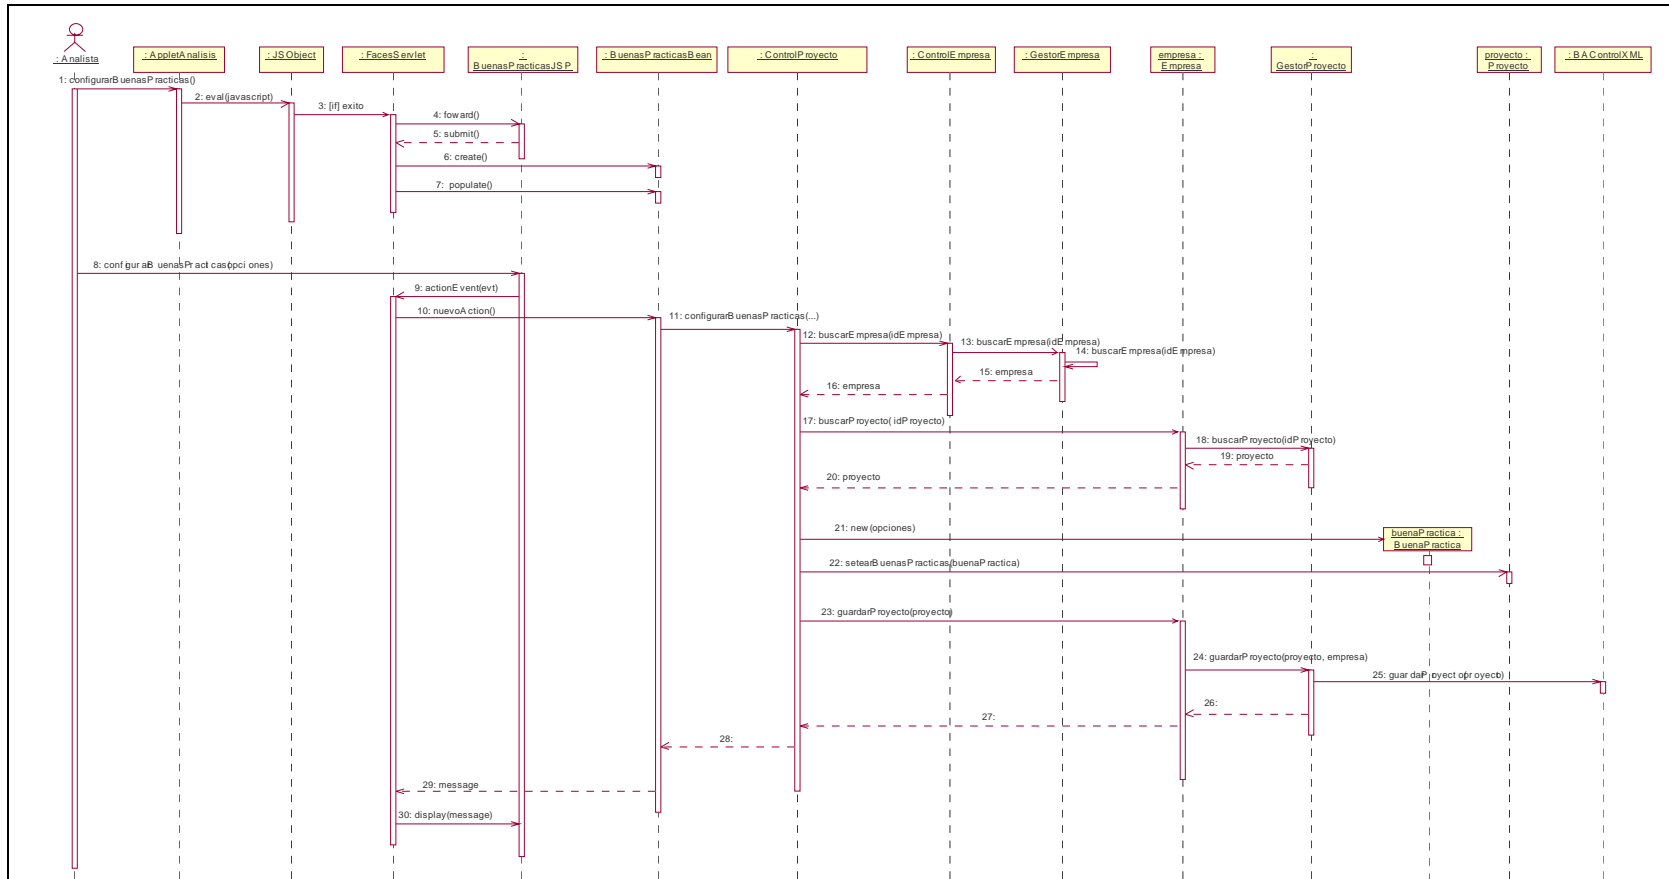 : Analista
: AppletAnalisis
: JSObject
: FacesServlet
:
BuenasPracticasJSP
: BuenasPracticasBean
: ControlProyecto
: ControlEmpresa
: GestorEmpresa
empresa :
Empresa
:
GestorProyecto
proyecto :
Proyecto
: BAControlXML
1: configurarBuenasPracticas()
2: eval(javascript)
3: [if] exito
4: foward()
5: submit()
6: create()
7: populate()
8: configurarBuenasPracticas(opciones)
9: actionEvent(evt)
10: nuevoAction()
11: configurarBuenasPracticas(...)
12: buscarEmpresa(idEmpresa)
13: buscarEmpresa(idEmpresa)
14: buscarEmpresa(idEmpresa)
15: empresa
16: empresa
17: buscarProyecto( idProyecto)
18: buscarProyecto(idProyecto)
19: proyecto
20: proyecto
21: new(opciones)
buenaPractica :
BuenaPractica
22: setearBuenasPracticas(buenaPractica)
23: guardarProyecto(proyecto)
24: guardarProyecto(proyecto, empresa)
25: guardarProyecto(proyecto)
26:
27:
28:
29: message
30: display(message)